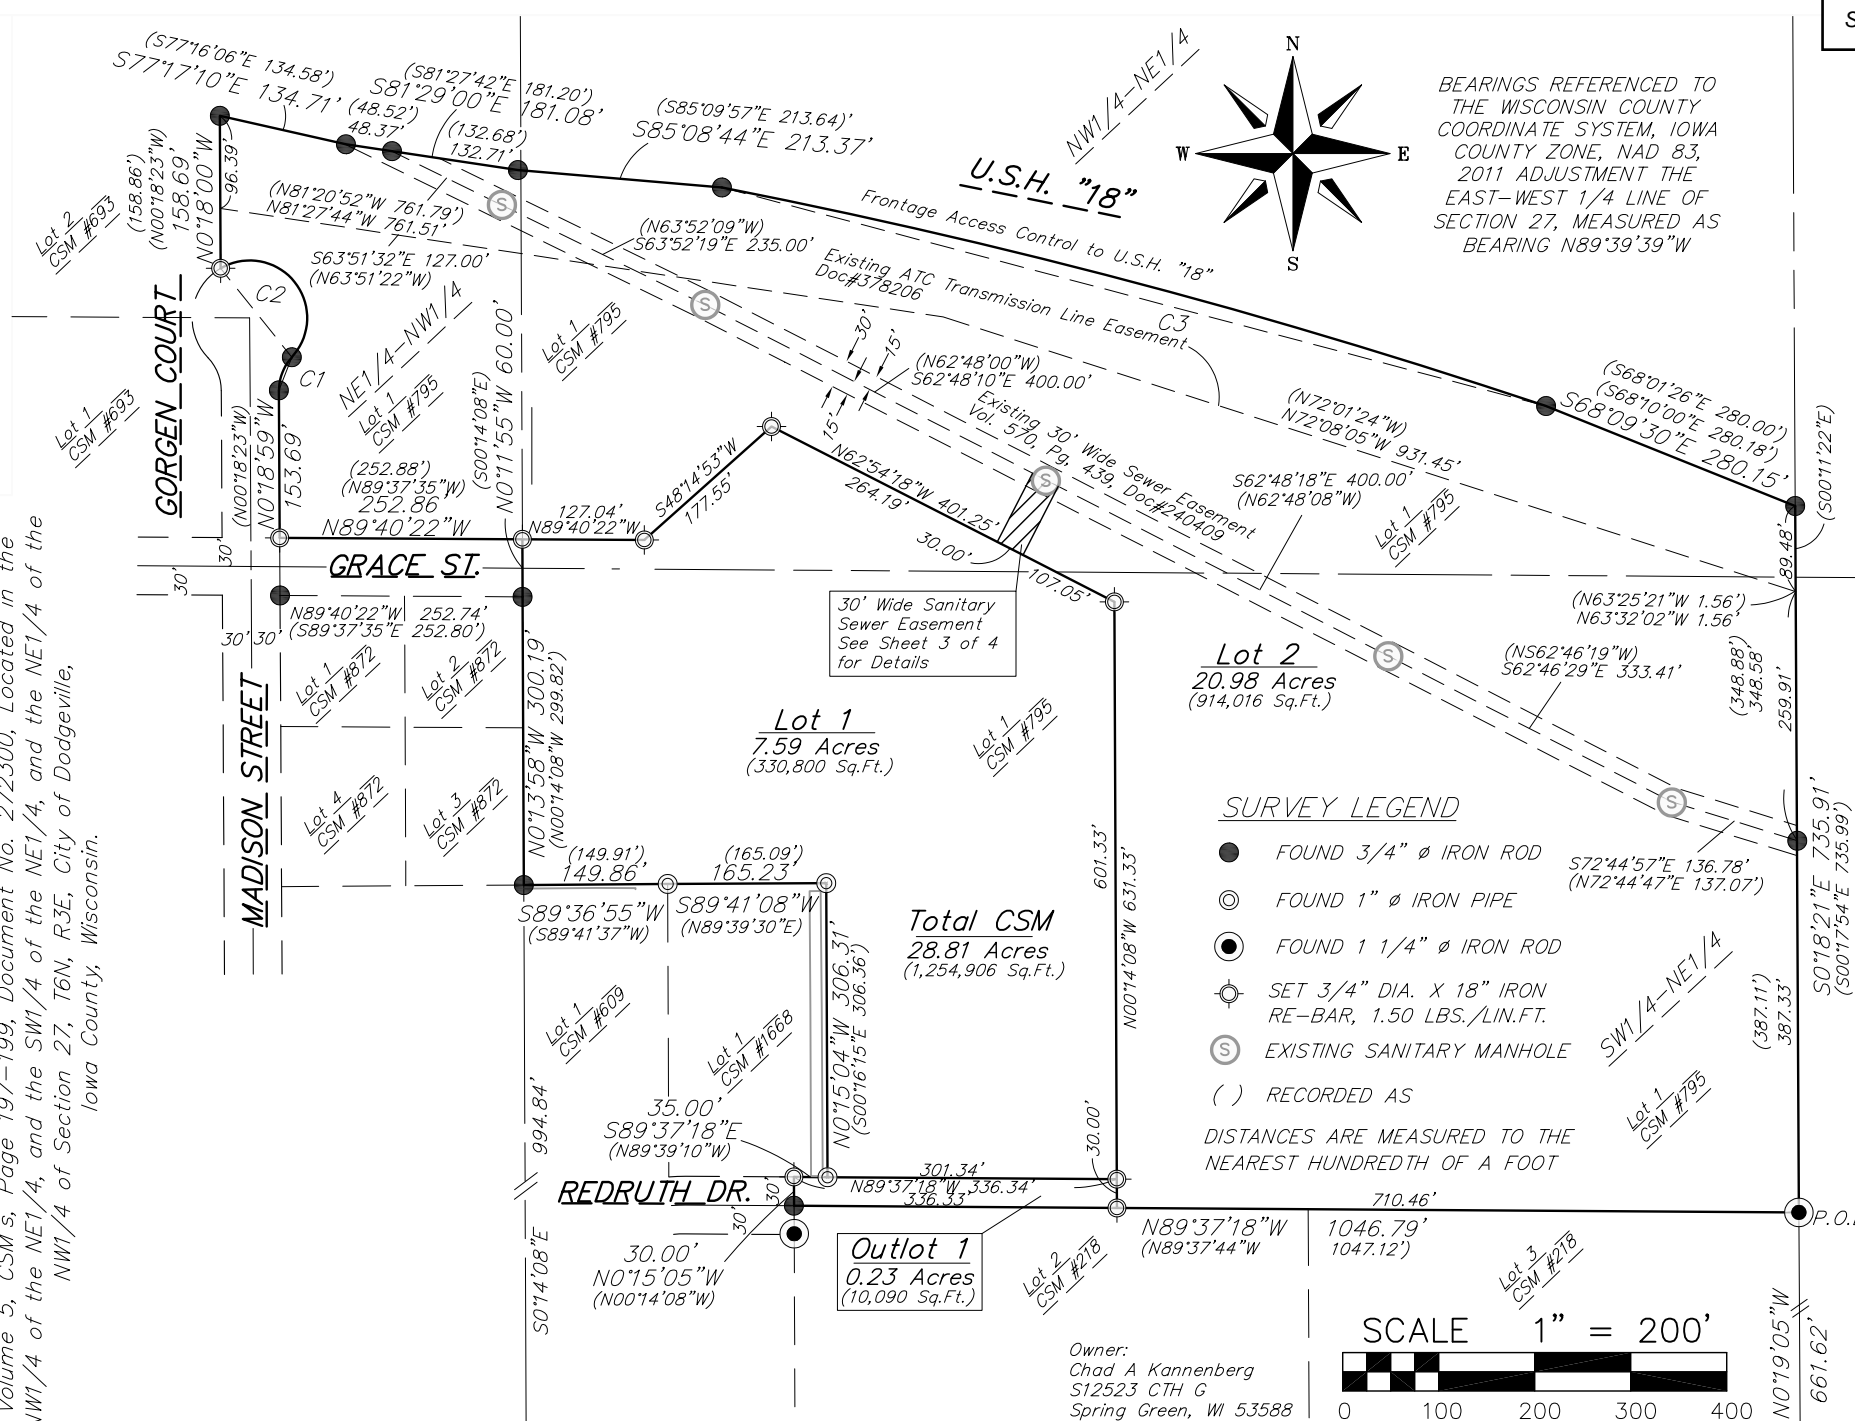 S
(S77°16'06"E 134.58')
S77°17'10"E 134.71'
(48.52')
48.37'
(S81°27'42"E 181.20')
S81°29'00"E 181.08'
(132.68')
132.71'
(S85°09'57"E 213.64)'
S85°08'44"E 213.37'
NW1/4-NE1/4
U.S.H. "18"
Frontage Access Control to U.S.H. "18"
N
W
E
S
BEARINGS REFERENCED TO
THE WISCONSIN COUNTY
COORDINATE SYSTEM, IOWA
COUNTY ZONE, NAD 83,
2011 ADJUSTMENT THE
EAST-WEST 1/4 LINE OF
SECTION 27, MEASURED AS
BEARING N89°39'39"W
Lot 2
CSM #693
(158.86')
(N00°18'23"W)
158.69'
N0°18'00"W
96.39'
(N81°20'52"W 761.79')
N81°27'44"W 761.51'
S63°51'32"E 127.00'
(N63°51'22"W)
(N63°52'09"W)
S63°52'19"E 235.00'
Existing ATC Transmission Line Easement
Doc#378206
C3
C2
C1
GORGEN COURT
NE1/4-NW1/4
Lot 1
CSM #795
Lot 1
CSM #795
Lot 1
CSM #693
N0°11'55"W 60.00'
(S00°14'08"E)
30'
15'
15'
(N62°48'00"W)
S62°48'10"E 400.00'
Existing 30' Wide Sewer Easement
Vol. 570, Pg. 439, Doc#240409
(N72°01'24"W)
N72°08'05"W 931.45'
(S68°01'26"E 280.00')
(S68°10'00"E 280.18')
S68°09'30"E 280.15'
(S00°11'22"E)
89.48'
(N00°18'23"W)
N0°18'59"W
153.69'
(252.88')
(N89°37'35"W)
252.86'
N89°40'22"W
127.04'
N89°40'22"W
S48°14'53"W
177.55'
N62°54'18"W 401.25'
264.19'
30.00'
107.05'
S62°48'18"E 400.00'
(N62°48'08"W)
Lot 1
CSM #795
GRACE ST.
30'
30'
N89°40'22"W 252.74'
(S89°37'35"E 252.80')
30' 30'
30' Wide Sanitary
Sewer Easement
See Sheet 3 of 4
for Details
(N63°25'21"W 1.56')
N63°32'02"W 1.56'
(NS62°46'19"W)
S62°46'29"E 333.41'
(348.88')
348.58'
259.91'
Lot 2
20.98 Acres
(914,016 Sq.Ft.)
Lot 1
CSM #872
Lot 2
CSM #872
Lot 4
CSM #872
Lot 3
CSM #872
MADISON STREET
N0°13'58"W 300.19'
(N00°14'08"W 299.82')
Lot 1
7.59 Acres
(330,800 Sq.Ft.)
Lot 1
CSM #795
Volume 5, CSM's, Page 197-199, Document No. 272300, Located in the
NW1/4 of the NE1/4, and the SW1/4 of the NE1/4, and the NE1/4 of the
NW1/4 of Section 27, T6N, R3E, City of Dodgeville,
Iowa County, Wisconsin.
SURVEY LEGEND
FOUND 3/4" ø IRON ROD
FOUND 1" ø IRON PIPE
FOUND 1 1/4" ø IRON ROD
SET 3/4" DIA. X 18" IRON
RE-BAR, 1.50 LBS./LIN.FT.
S EXISTING SANITARY MANHOLE
( ) RECORDED AS
DISTANCES ARE MEASURED TO THE
NEAREST HUNDREDTH OF A FOOT
S72°44'57"E 136.78'
(N72°44'47"E 137.07')
S0°18'21"E 735.91'
(S00°17'54"E 735.99')
(149.91')
149.86'
(165.09')
165.23'
S89°36'55"W
(S89°41'37"W)
S89°41'08"W
(N89°39'30"E)
Total CSM
28.81 Acres
(1,254,906 Sq.Ft.)
601.33'
N00°14'08"W 631.33'
N0°15'04"W 306.31'
(S00°16'15"E 306.36')
SW1/4-NE1/4
(387.11')
387.33'
Lot 1
CSM #609
Lot 1
CSM #1668
Lot 1
CSM #795
994.84'
S0°14'08"E
35.00'
S89°37'18"E
(N89°39'10"W)
30.00'
REDRUTH DR.
30'
30'
301.34'
N89°37'18"W 336.34'
336.33'
710.46'
30.00'
N0°15'05"W
(N00°14'08"W)
Outlot 1
0.23 Acres
(10,090 Sq.Ft.)
N89°37'18"W
(N89°37'44"W
1046.79'
1047.12')
Lot 2
CSM #218
Lot 3
CSM #218
N0°19'05"W
661.62'
Owner:
Chad A Kannenberg
S12523 CTH G
Spring Green, WI 53588
SCALE 1" = 200'
0 100 200 300 400
S
S
S
S
S
S